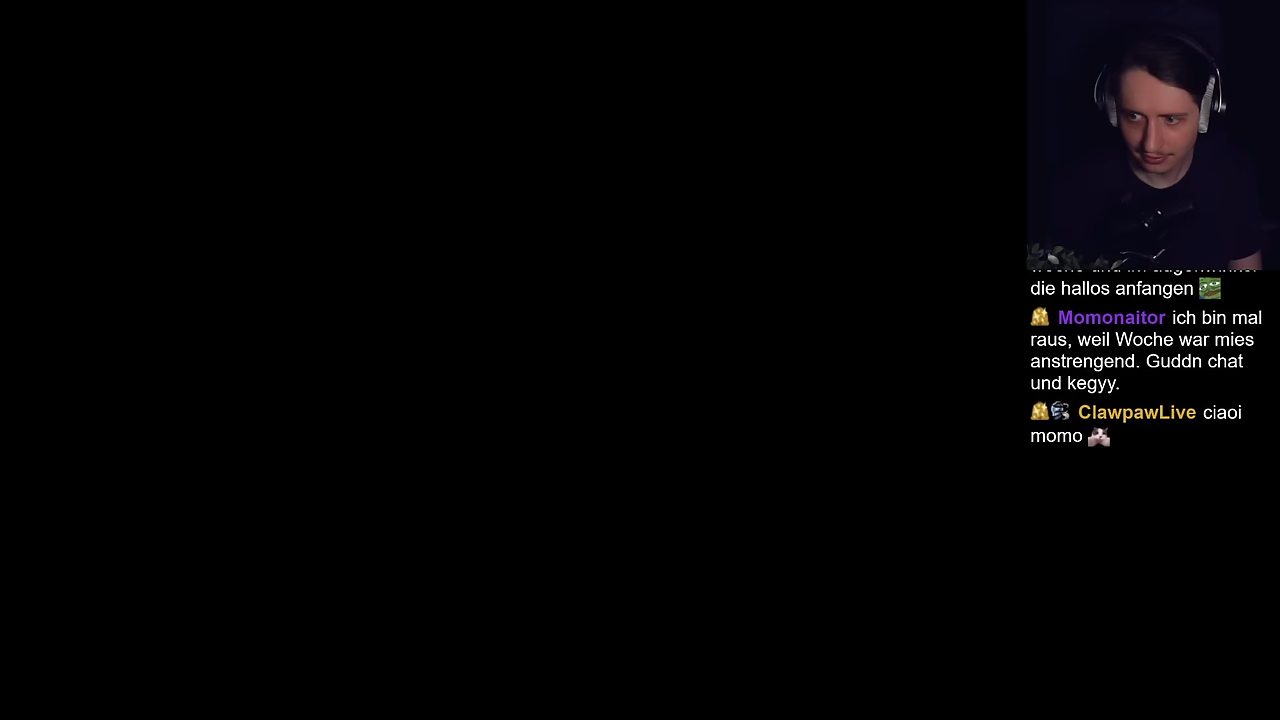 die hallos anfangen
Momonaitor ich bin mal
raus, weil Woche war mies
anstrengend. Guddn chat
und kegyy.
ClawpawLive ciaoi
momo